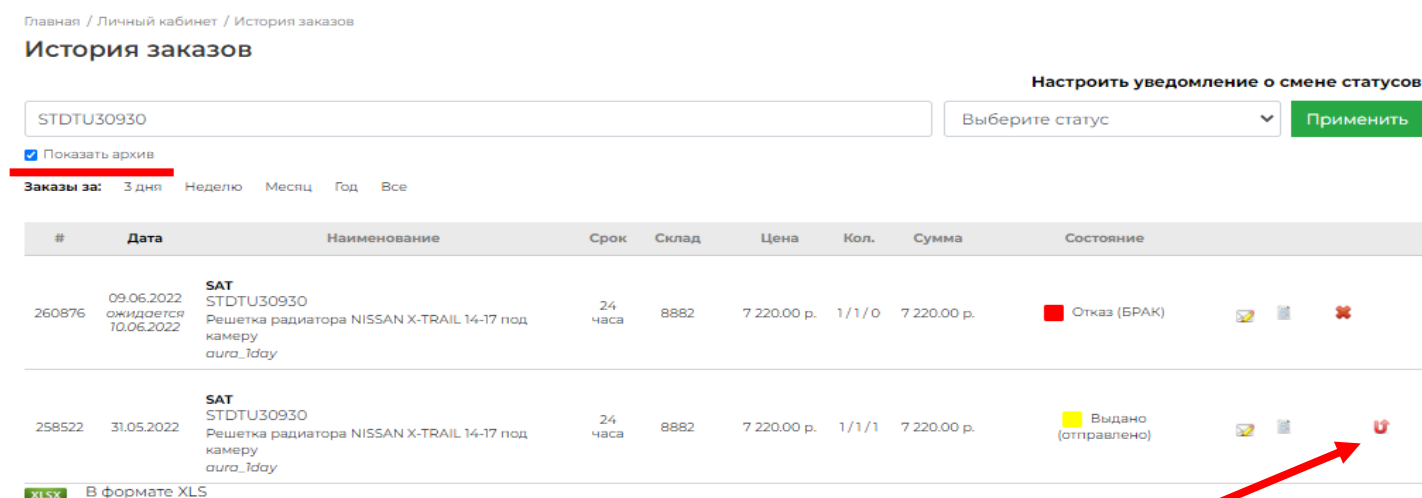 Главная / Личный кабинет / История заказов
История заказов
Настроить уведомление о смене статусов
STDTU30930
Выберите статус
Применить
Показать архив
Заказы за: 3 дня Неделю Месяц Год Все
# Дата Наименование Срок Склад Цена Кол. Сумма Состояние
260876
09.06.2022
ожидается
10.06.2022
SAT
STDTU30930
Решетка радиатора NISSAN X-TRAIL 14-17 под
камеру
aura_1day
24
часа
8882
7 220.00 р.
1/1/0
7 220.00 р.
Отказ (БРАК)
258522
31.05.2022
SAT
STDTU30930
Решетка радиатора NISSAN X-TRAIL 14-17 под
камеру
aura_1day
24
часа
8882
7 220.00 р.
1/1/1
7 220.00 р.
Выдано
(отправлено)
XLSX В формате XLS